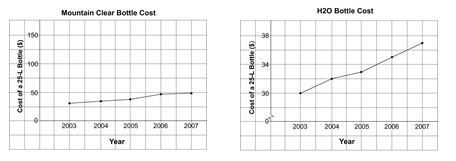 Mountain Clear Bottle Cost
Cost of a 25-L Bottle ($)
150
100
50
0
2003 2004 2005 2006 2007
Year
H2O Bottle Cost
Cost of a 25-L Bottle ($)
38
34
30
0
2003 2004 2005 2006 2007
Year